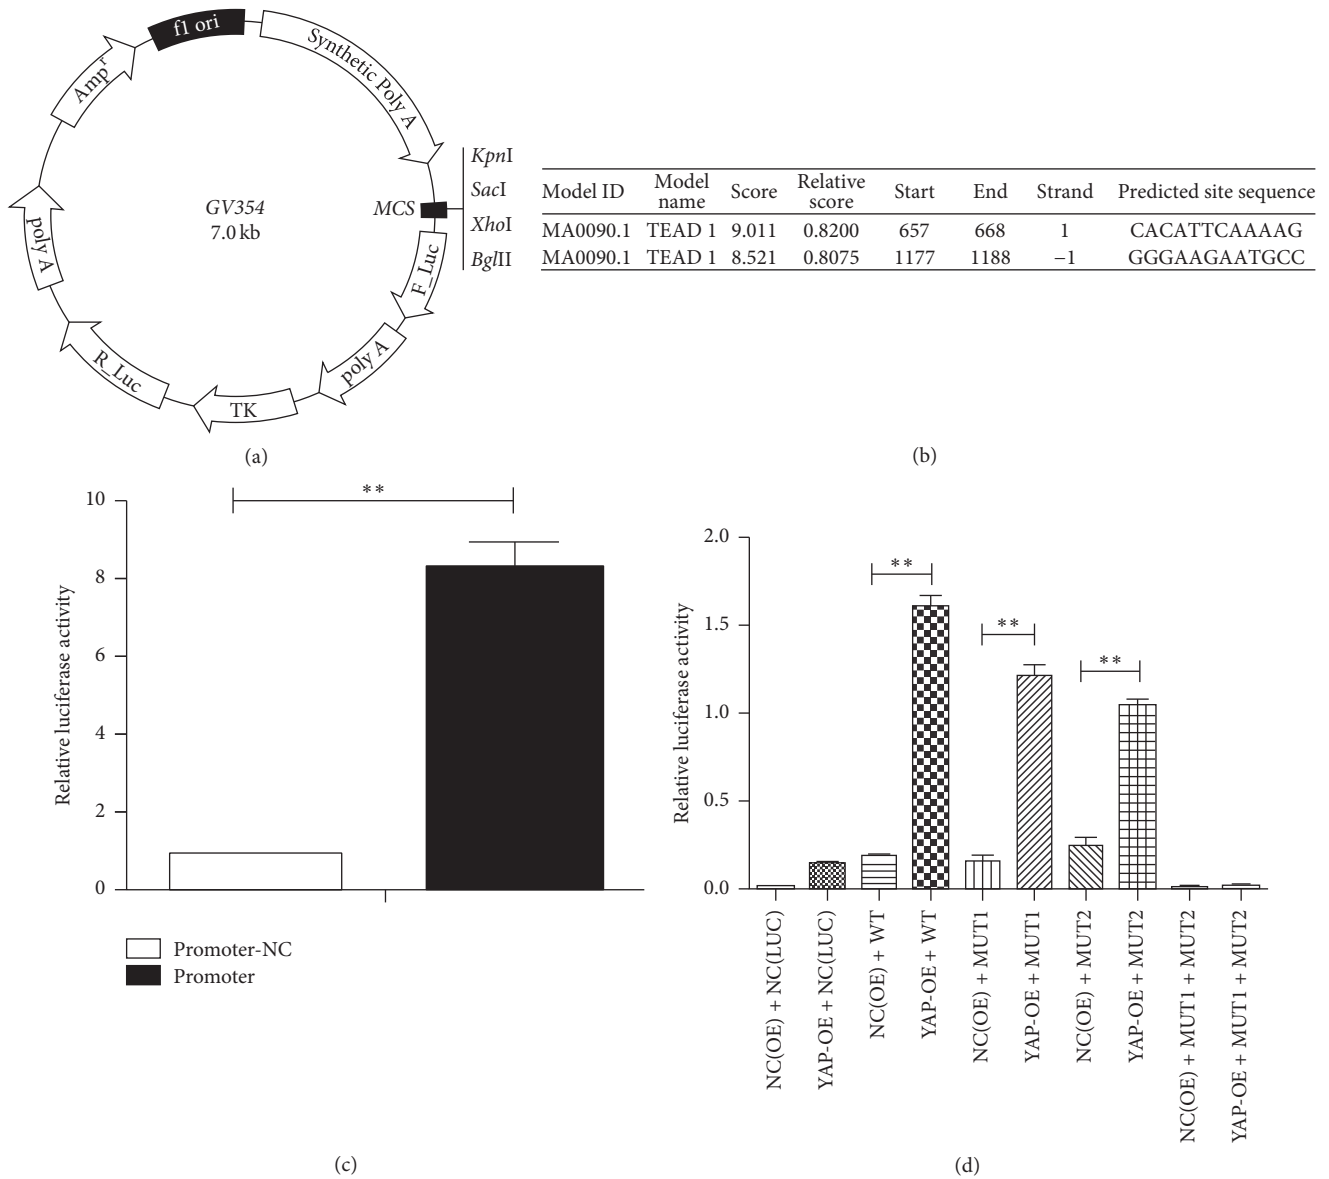 f1 ori
Synthetic Poly A
Amp^r
KpnI
SacI
XhoI
BglII
MCS
GV354
7.0 kb
F_Luc
poly A
TK
R_Luc
poly A
(a)
Model ID Model name Score Relative score Start End Strand Predicted site sequence
MA0090.1 TEAD 1 9.011 0.8200 657 668 1 CACATTCAAAAG
MA0090.1 TEAD 1 8.521 0.8075 1177 1188 −1 GGGAAGAATGCC
(b)
**
10
8
6
4
2
0
Relative luciferase activity
Promoter-NC
Promoter
(c)
2.0
1.5
1.0
0.5
0.0
Relative luciferase activity
**
**
**
NC(OE) + NC(LUC)
YAP-OE + NC(LUC)
NC(OE) + WT
YAP-OE + WT
NC(OE) + MUT1
YAP-OE + MUT1
NC(OE) + MUT2
YAP-OE + MUT2
NC(OE) + MUT1 + MUT2
YAP-OE + MUT1 + MUT2
(d)